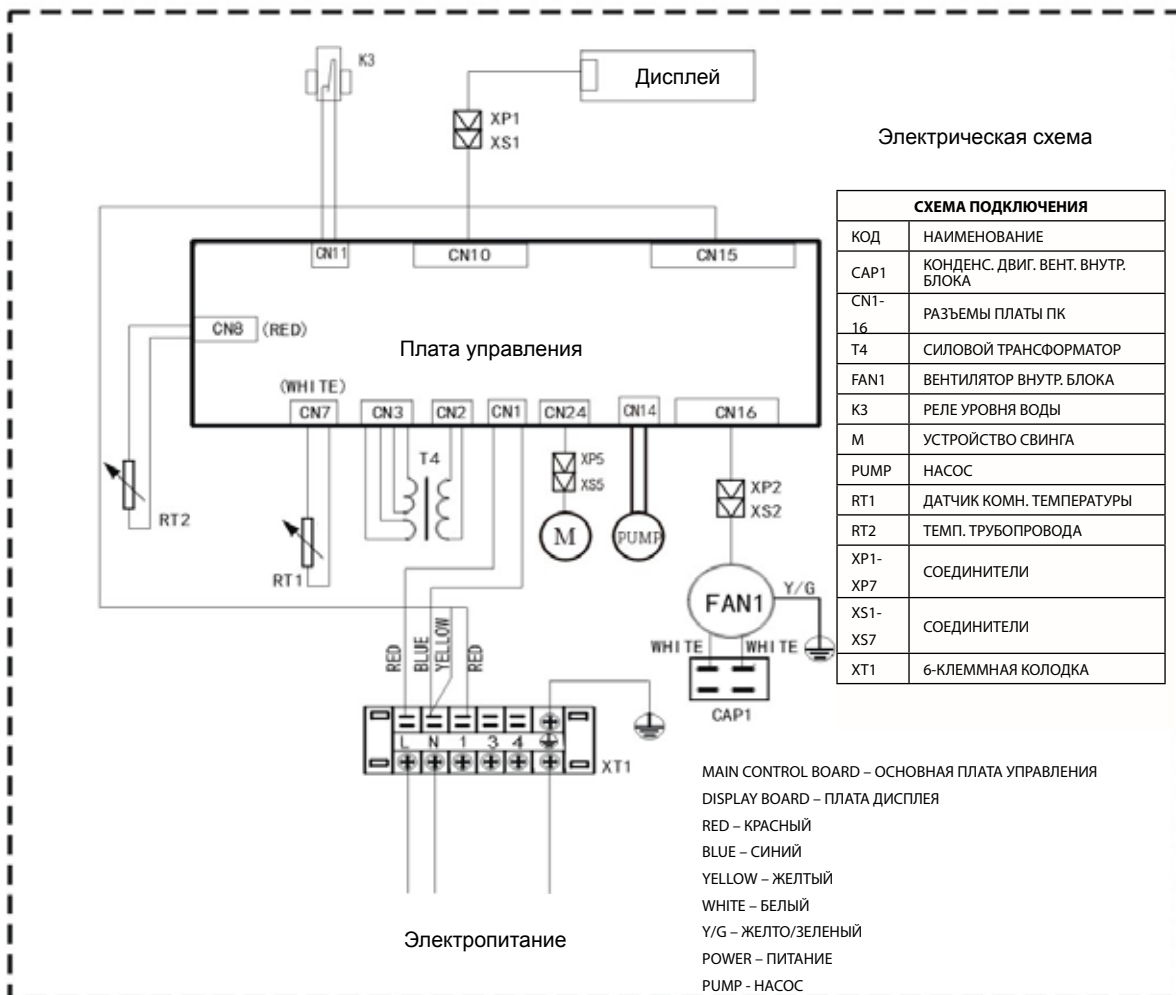 K3
Дисплей
XP1
XS1
Электрическая схема
СХЕМА ПОДКЛЮЧЕНИЯ
КОД НАИМЕНОВАНИЕ
CAP1 КОНДЕНС. ДВИГ. ВЕНТ. ВНУТР.
БЛОКА
CN1-
16 РАЗЪЕМЫ ПЛАТЫ ПК
T4 СИЛОВОЙ ТРАНСФОРМАТОР
FAN1 ВЕНТИЛЯТОР ВНУТР. БЛОКА
K3 РЕЛЕ УРОВНЯ ВОДЫ
M УСТРОЙСТВО СВИНГА
PUMP НАСОС
RT1 ДАТЧИК КОМН. ТЕМПЕРАТУРЫ
RT2 ТЕМП. ТРУБОПРОВОДА
XP1-
XP7 СОЕДИНИТЕЛИ
XS1-
XS7 СОЕДИНИТЕЛИ
XT1 6-КЛЕММНАЯ КОЛОДКА
CN11 CN10 CN15
CN8 (RED)
Плата управления
(WHITE)
CN7 CN3 CN2 CN1 CN24 CN14 CN16
T4
XP5
XS5
XP2
XS2
RT2
RT1
M
PUMP
FAN1
Y/G
WHITE WHITE
CAP1
RED BLUE YELLOW RED
L N 1 3 4
XT1
Электропитание
MAIN CONTROL BOARD – ОСНОВНАЯ ПЛАТА УПРАВЛЕНИЯ
DISPLAY BOARD – ПЛАТА ДИСПЛЕЯ
RED – КРАСНЫЙ
BLUE – СИНИЙ
YELLOW – ЖЕЛТЫЙ
WHITE – БЕЛЫЙ
Y/G – ЖЕЛТО/ЗЕЛЕНЫЙ
POWER – ПИТАНИЕ
PUMP - НАСОС